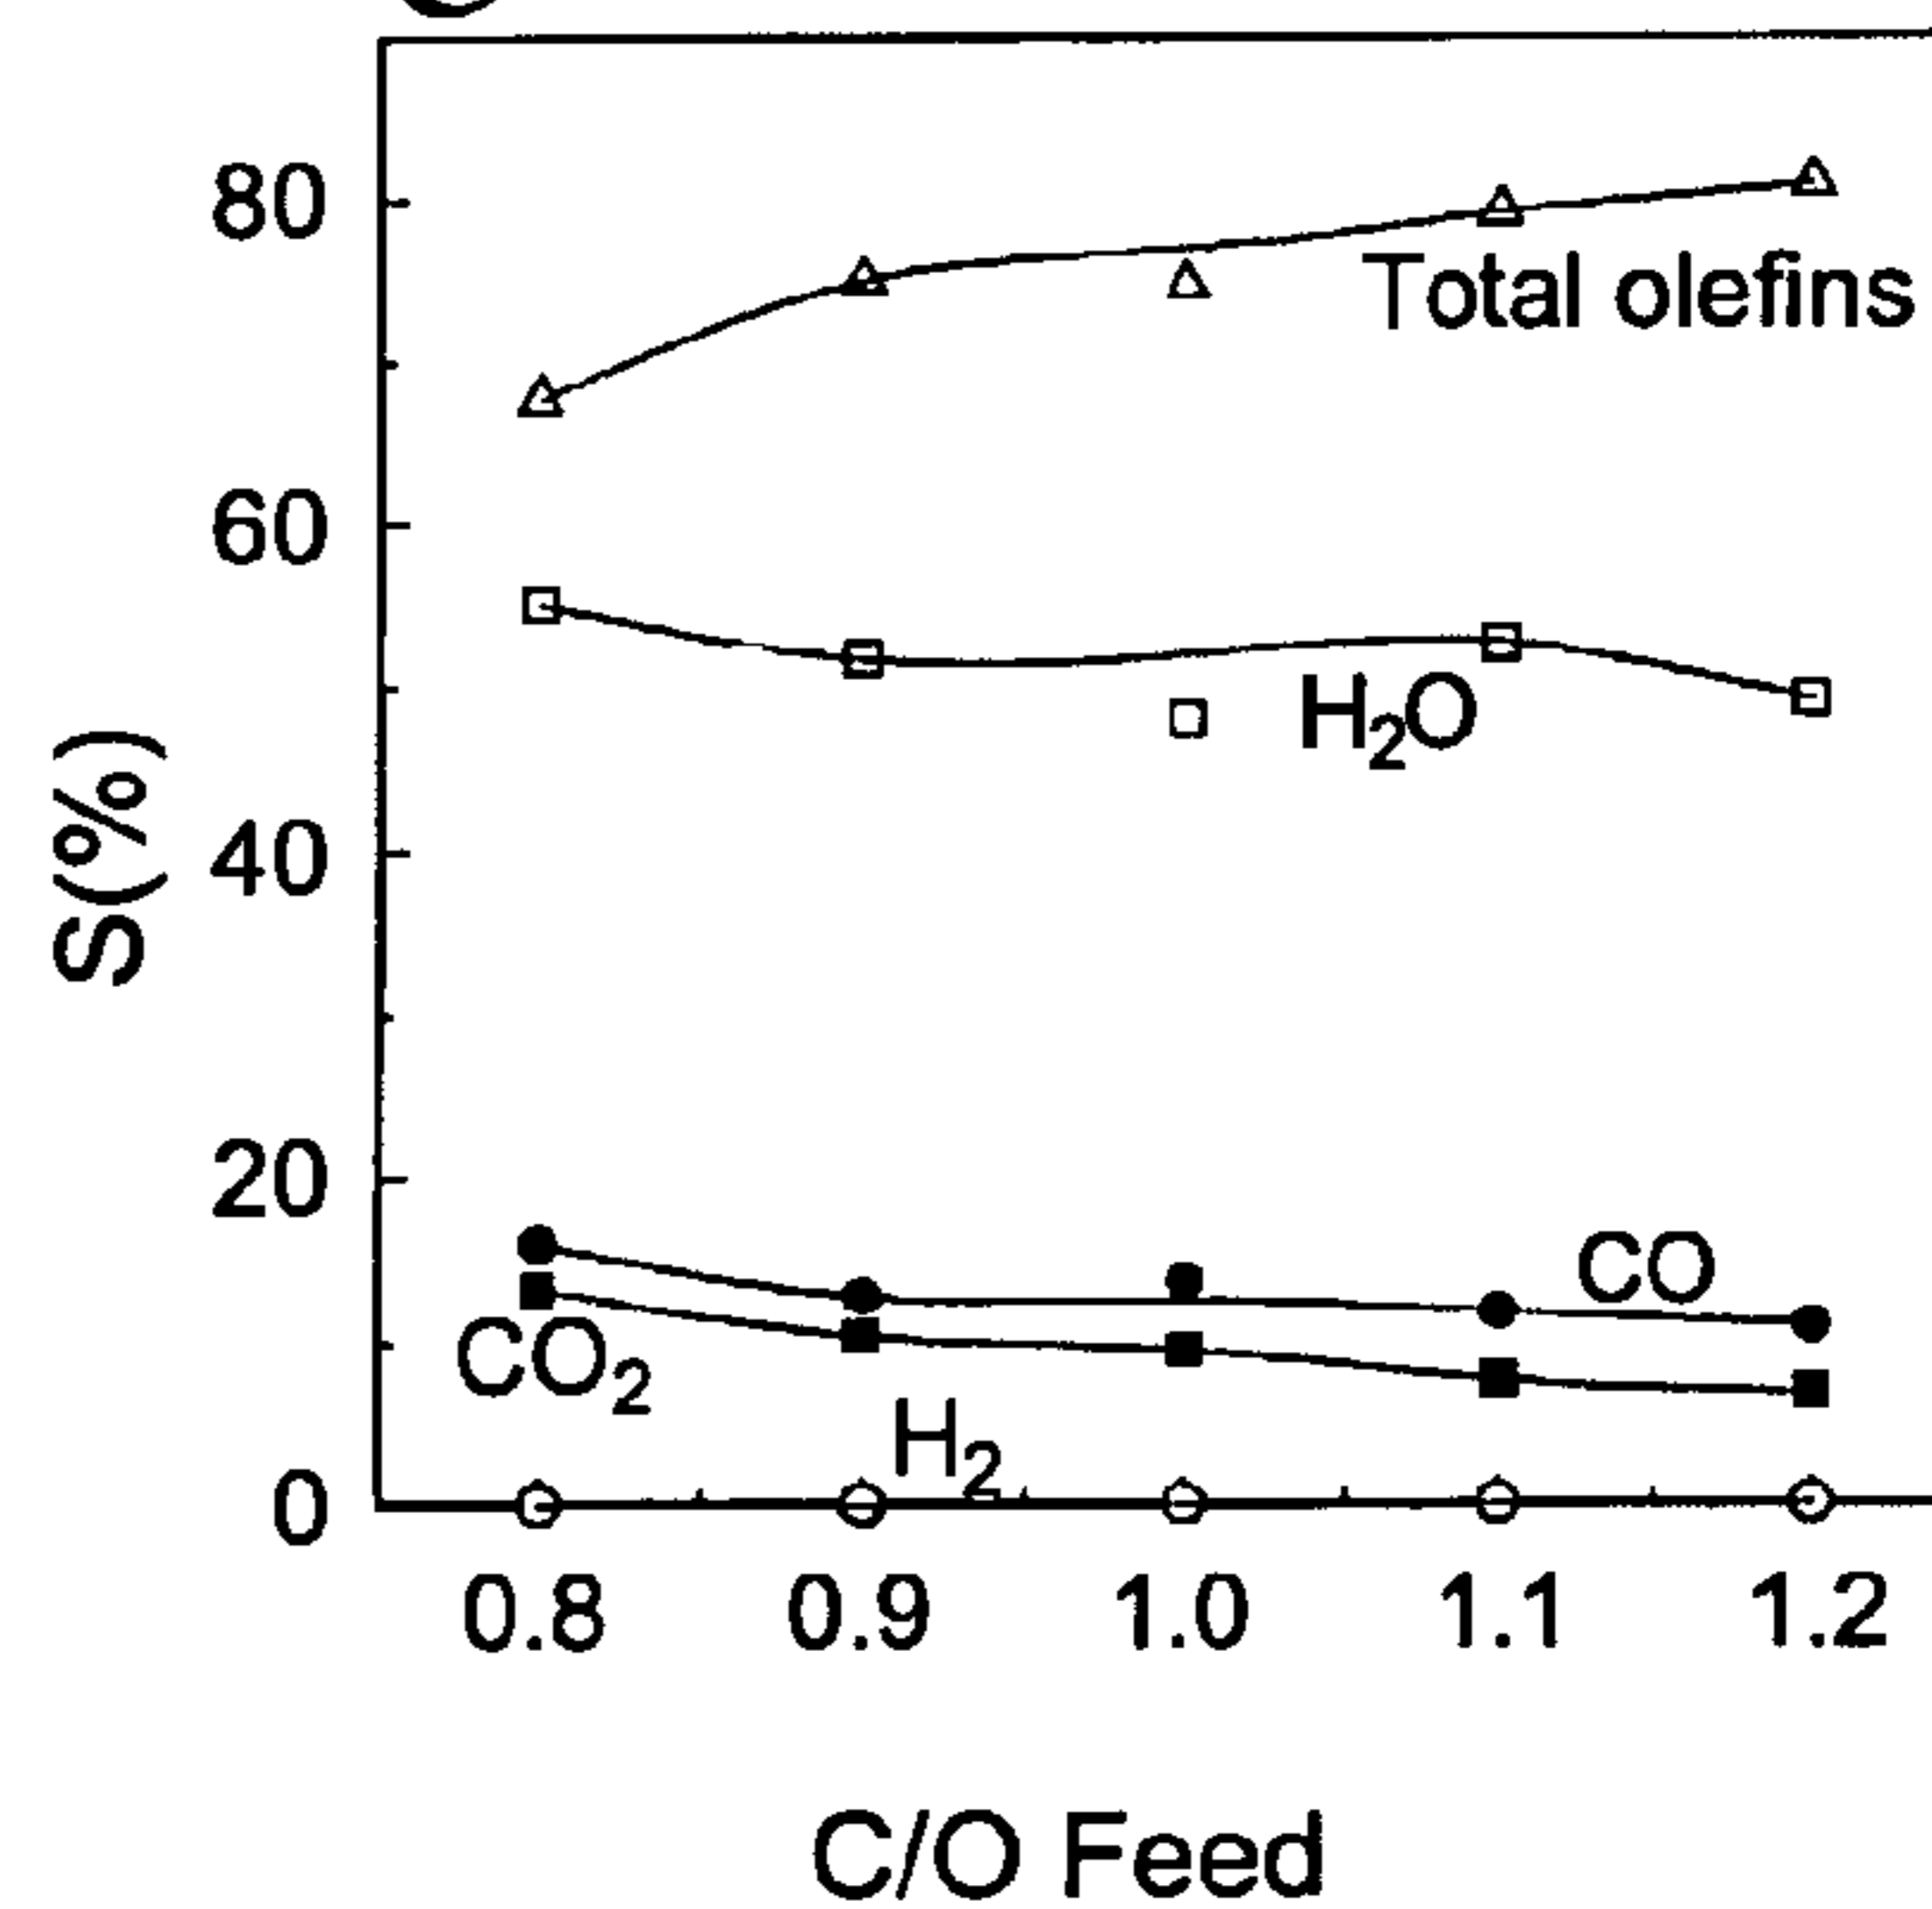 80
Total olefins
60
H₂O
S(%)
40
20
CO
CO₂
H₂
0
0.8 0.9 1.0 1.1 1.2
C/O Feed